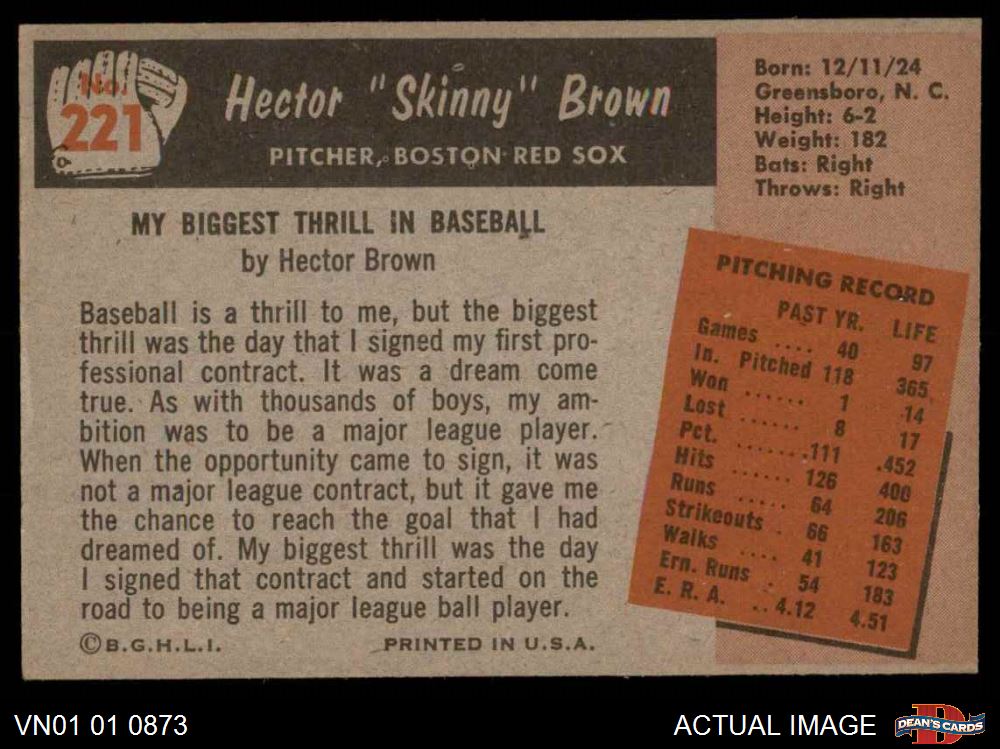 No.
221
Hector "Skinny" Brown
PITCHER, BOSTON RED SOX
Born: 12/11/24
Greensboro, N. C.
Height: 6-2
Weight: 182
Bats: Right
Throws: Right
MY BIGGEST THRILL IN BASEBALL
by Hector Brown
Baseball is a thrill to me, but the biggest
thrill was the day that I signed my first pro-
fessional contract. It was a dream come
true. As with thousands of boys, my am-
bition was to be a major league player.
When the opportunity came to sign, it was
not a major league contract, but it gave me
the chance to reach the goal that I had
dreamed of. My biggest thrill was the day
I signed that contract and started on the
road to being a major league ball player.
©B.G.H.L.I. PRINTED IN U.S.A.
PITCHING RECORD
PAST YR. LIFE
Games .... 40 97
In. Pitched 118 365
Won ...... 1 14
Lost ...... 8 17
Pct. .......111 .452
Hits ...... 126 400
Runs .... 64 206
Strikeouts . 66 163
Walks .... 41 123
Ern. Runs . 54 183
E. R. A. .. 4.12 4.51
VN01 01 0873
ACTUAL IMAGE
D
DEAN'S CARDS